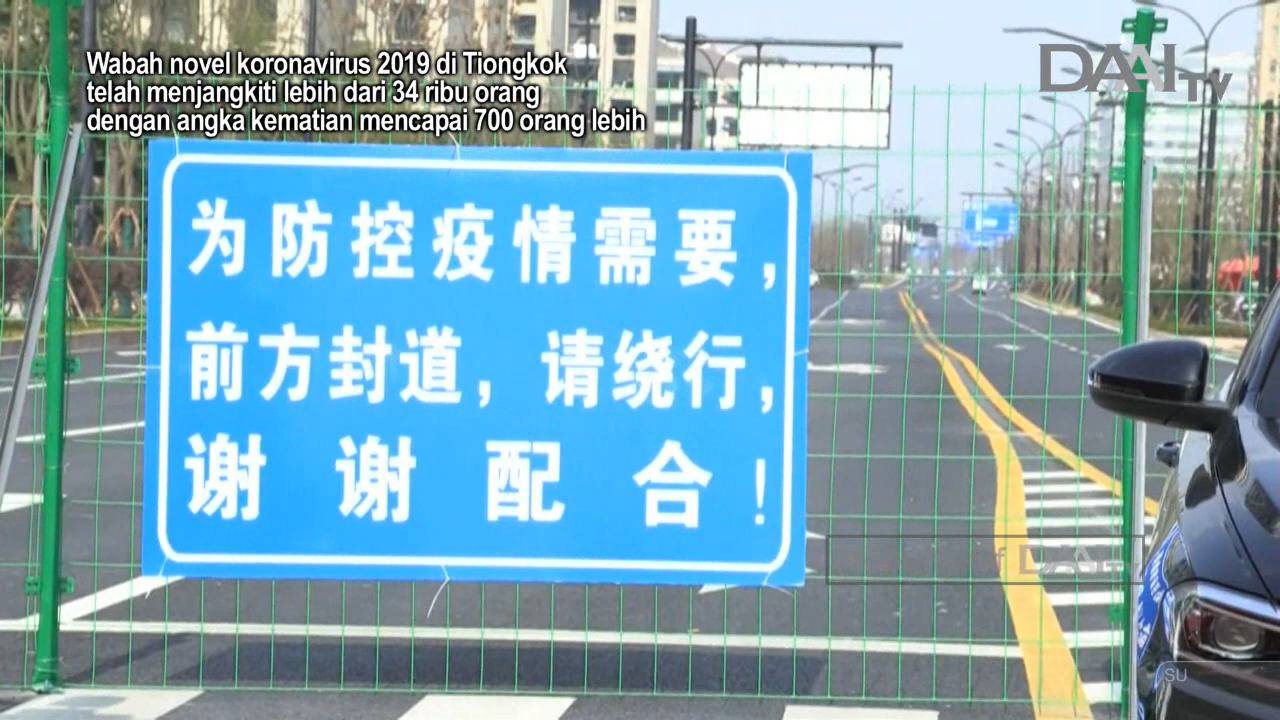 Wabah novel koronavirus 2019 di Tiongkok
telah menjangkiti lebih dari 34 ribu orang
dengan angka kematian mencapai 700 orang lebih
DAAI TV
为防控疫情需要,
前方封道,请绕行,
谢谢配合!
f DAAI
SU